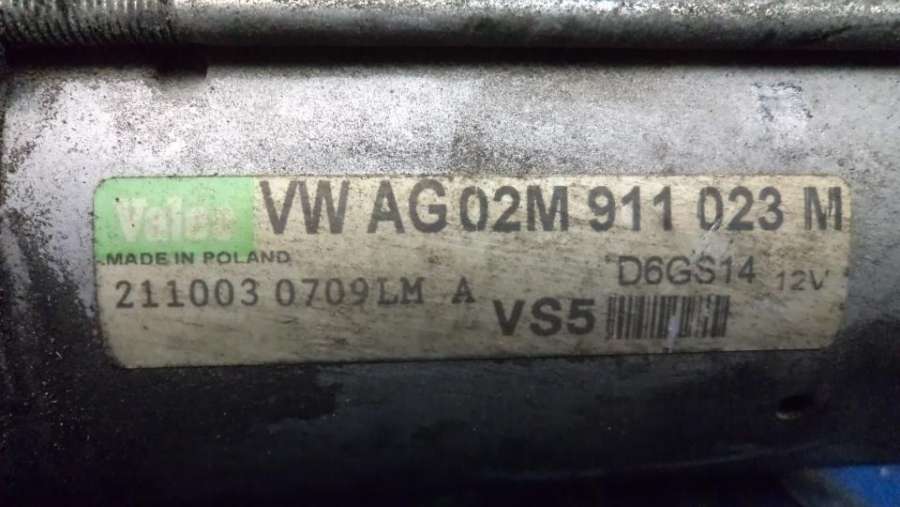 Valeo VW AG 02M 911 023 M
MADE IN POLAND
D6GS14 12V
211003 0709LM A
VS5